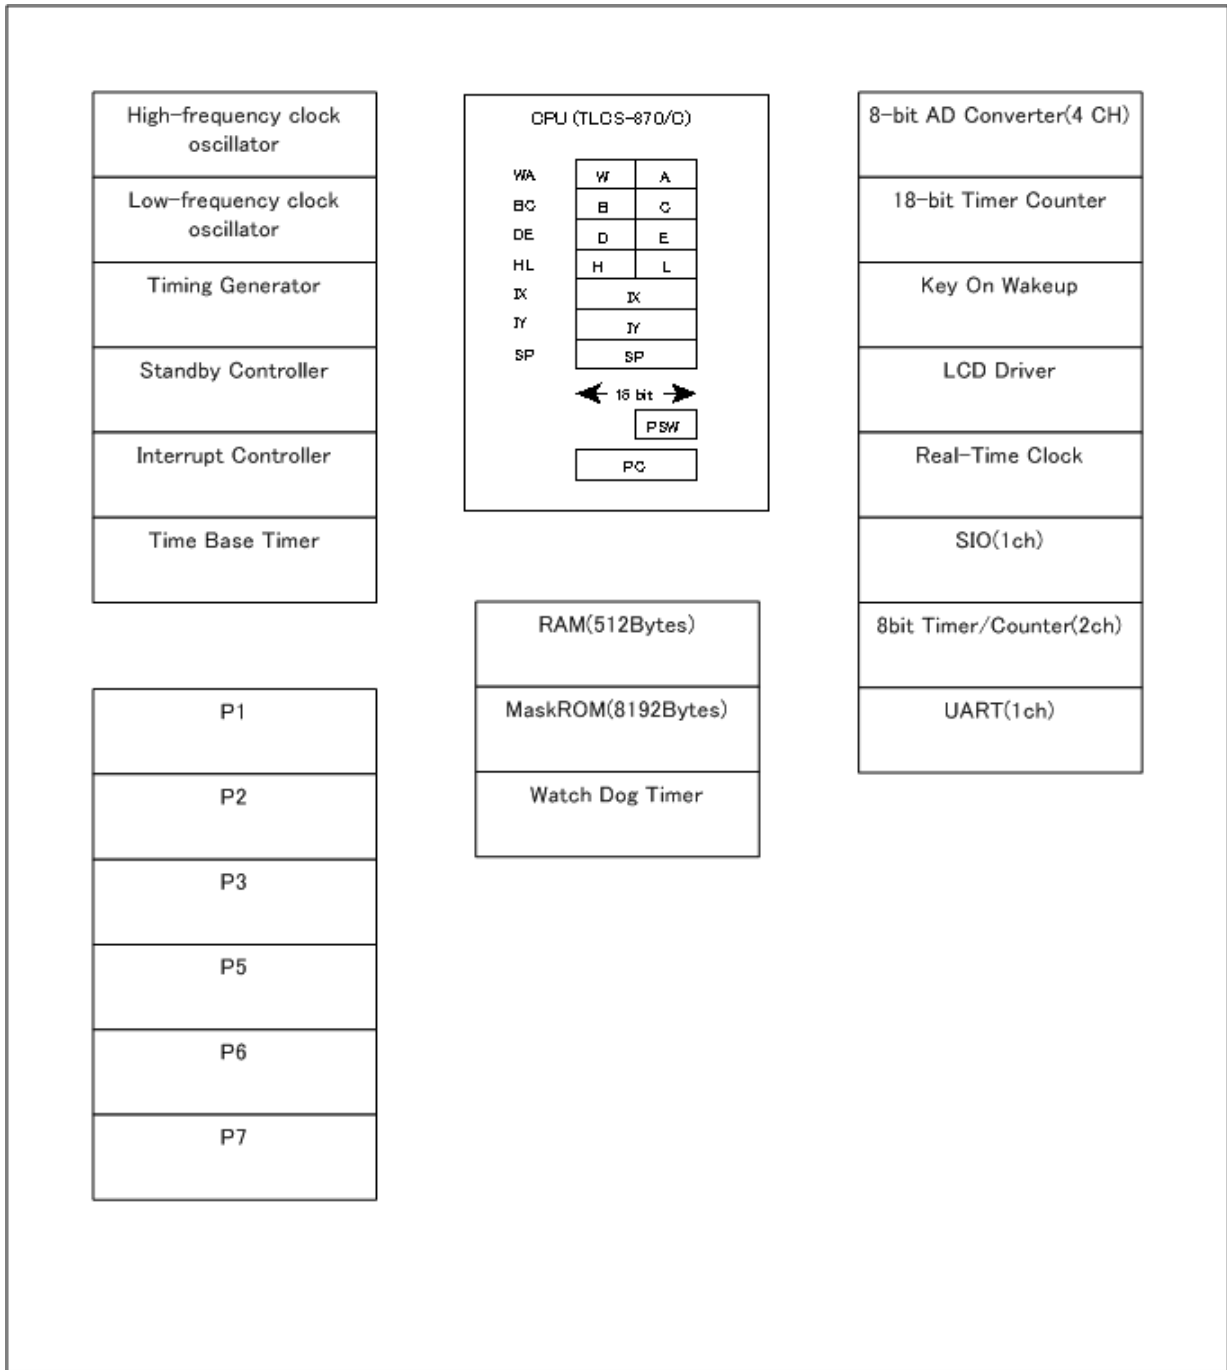 High-frequency clock
oscillator
Low-frequency clock
oscillator
Timing Generator
Standby Controller
Interrupt Controller
Time Base Timer
P1
P2
P3
P5
P6
P7
CPU (TLCS-870/C)
WA W A
BC B C
DE D E
HL H L
IX IX
IY IY
SP SP
16 bit
PSW
PC
RAM(512Bytes)
MaskROM(8192Bytes)
Watch Dog Timer
8-bit AD Converter(4 CH)
18-bit Timer Counter
Key On Wakeup
LCD Driver
Real-Time Clock
SIO(1ch)
8bit Timer/Counter(2ch)
UART(1ch)